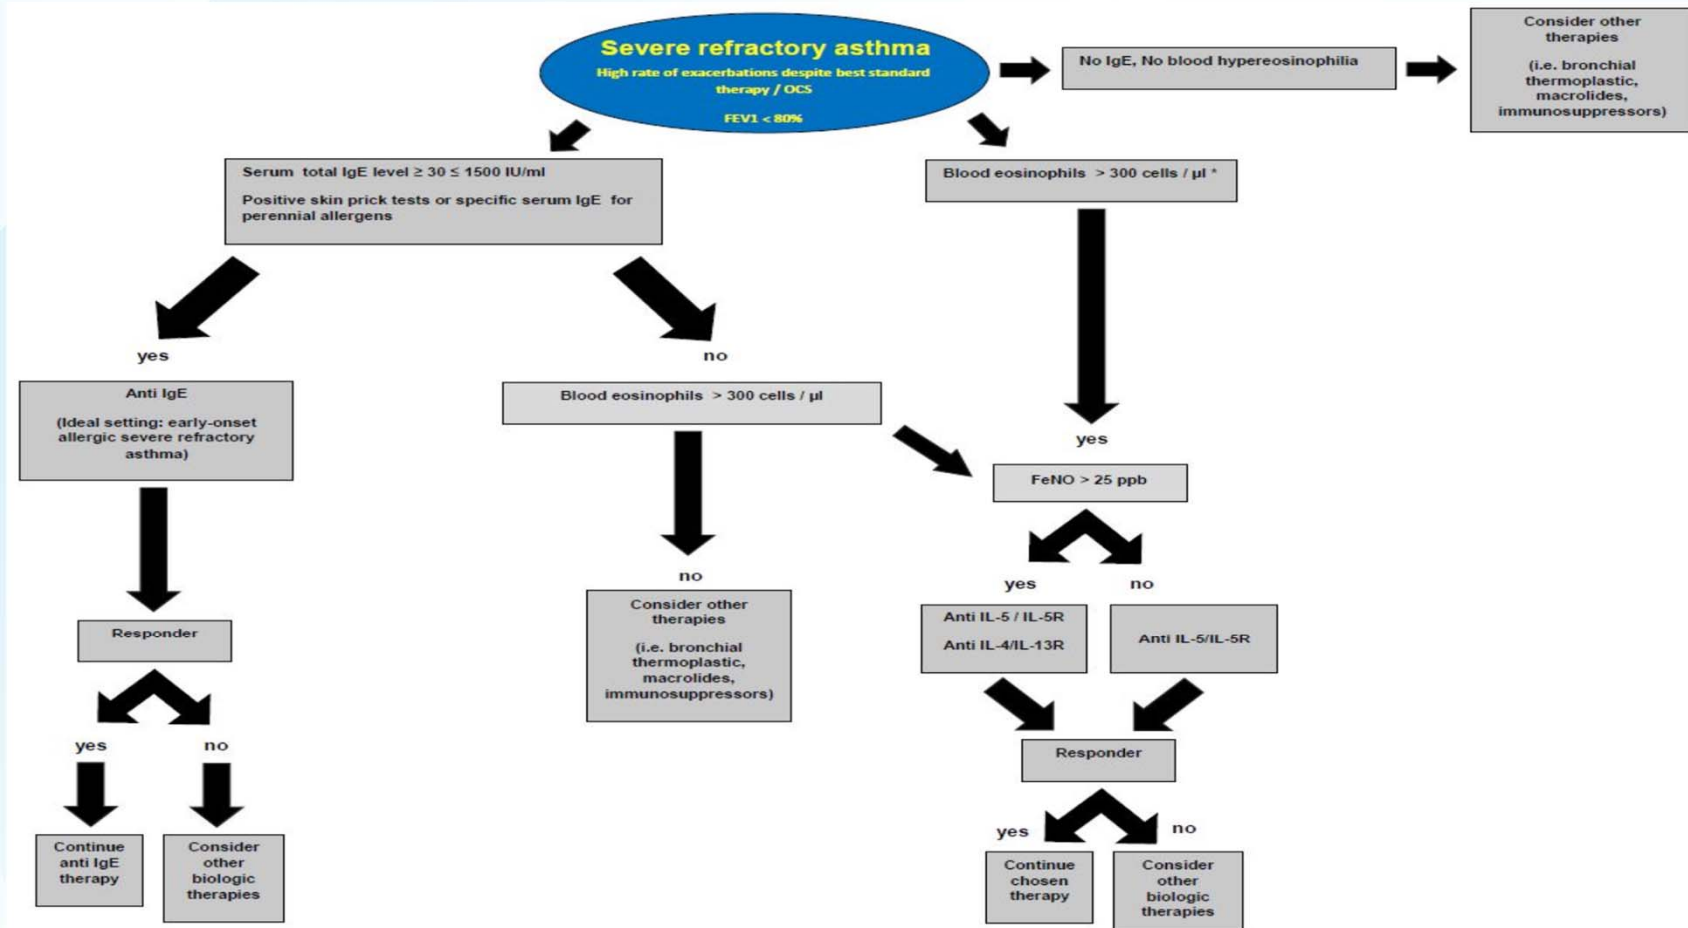 Severe refractory asthma
High rate of exacerbations despite best standard
therapy / OCS
FEV1 < 80%
No IgE, No blood hypereosinophilia
Consider other
therapies
(i.e. bronchial
thermoplastic,
macrolides,
immunosuppressors)
Serum total IgE level ≥ 30 ≤ 1500 IU/ml
Positive skin prick tests or specific serum IgE for
perennial allergens
Blood eosinophils > 300 cells / µl *
yes
no
Anti IgE
(Ideal setting: early-onset
allergic severe refractory
asthma)
Blood eosinophils > 300 cells / µl
yes
FeNO > 25 ppb
no
Consider other
therapies
(i.e. bronchial
thermoplastic,
macrolides,
immunosuppressors)
yes
no
Anti IL-5 / IL-5R
Anti IL-4/IL-13R
Anti IL-5/IL-5R
Responder
yes
no
Continue
anti IgE
therapy
Consider
other
biologic
therapies
Responder
yes
no
Continue
chosen
therapy
Consider
other
biologic
therapies